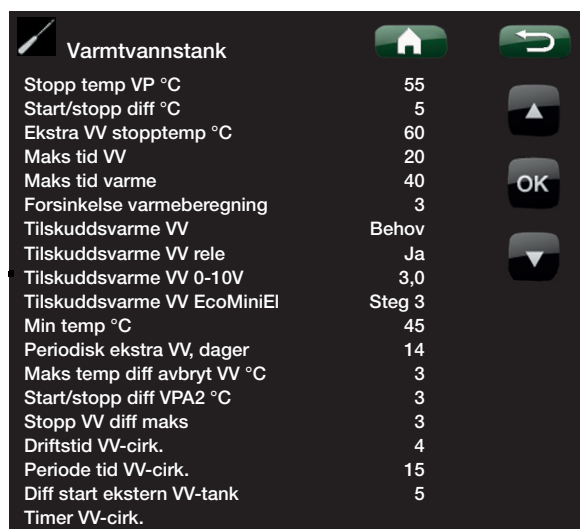 Varmtvannstank
Stopp temp VP °C 55
Start/stopp diff °C 5
Ekstra VV stopptemp °C 60
Maks tid VV 20
Maks tid varme 40
Forsinkelse varmeberegning 3
Tilskuddsvarme VV Behov
Tilskuddsvarme VV rele Ja
Tilskuddsvarme VV 0-10V 3,0
Tilskuddsvarme VV EcoMiniEl Steg 3
Min temp °C 45
Periodisk ekstra VV, dager 14
Maks temp diff avbryt VV °C 3
Start/stopp diff VPA2 °C 3
Stopp VV diff maks 3
Driftstid VV-cirk. 4
Periode tid VV-cirk. 15
Diff start ekstern VV-tank 5
Timer VV-cirk.
OK